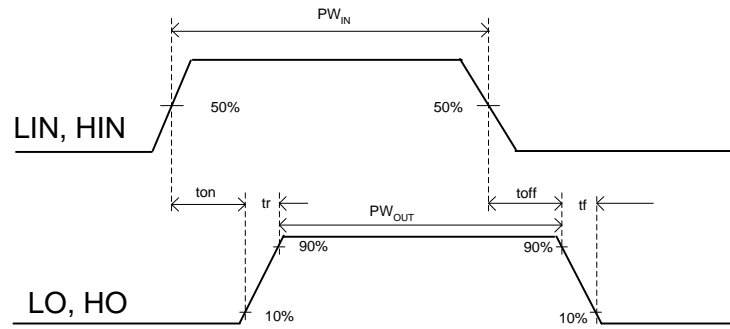 PW_IN
50% 50%
LIN, HIN
ton toff
tr tf
PW_OUT
90% 90%
LO, HO
10% 10%